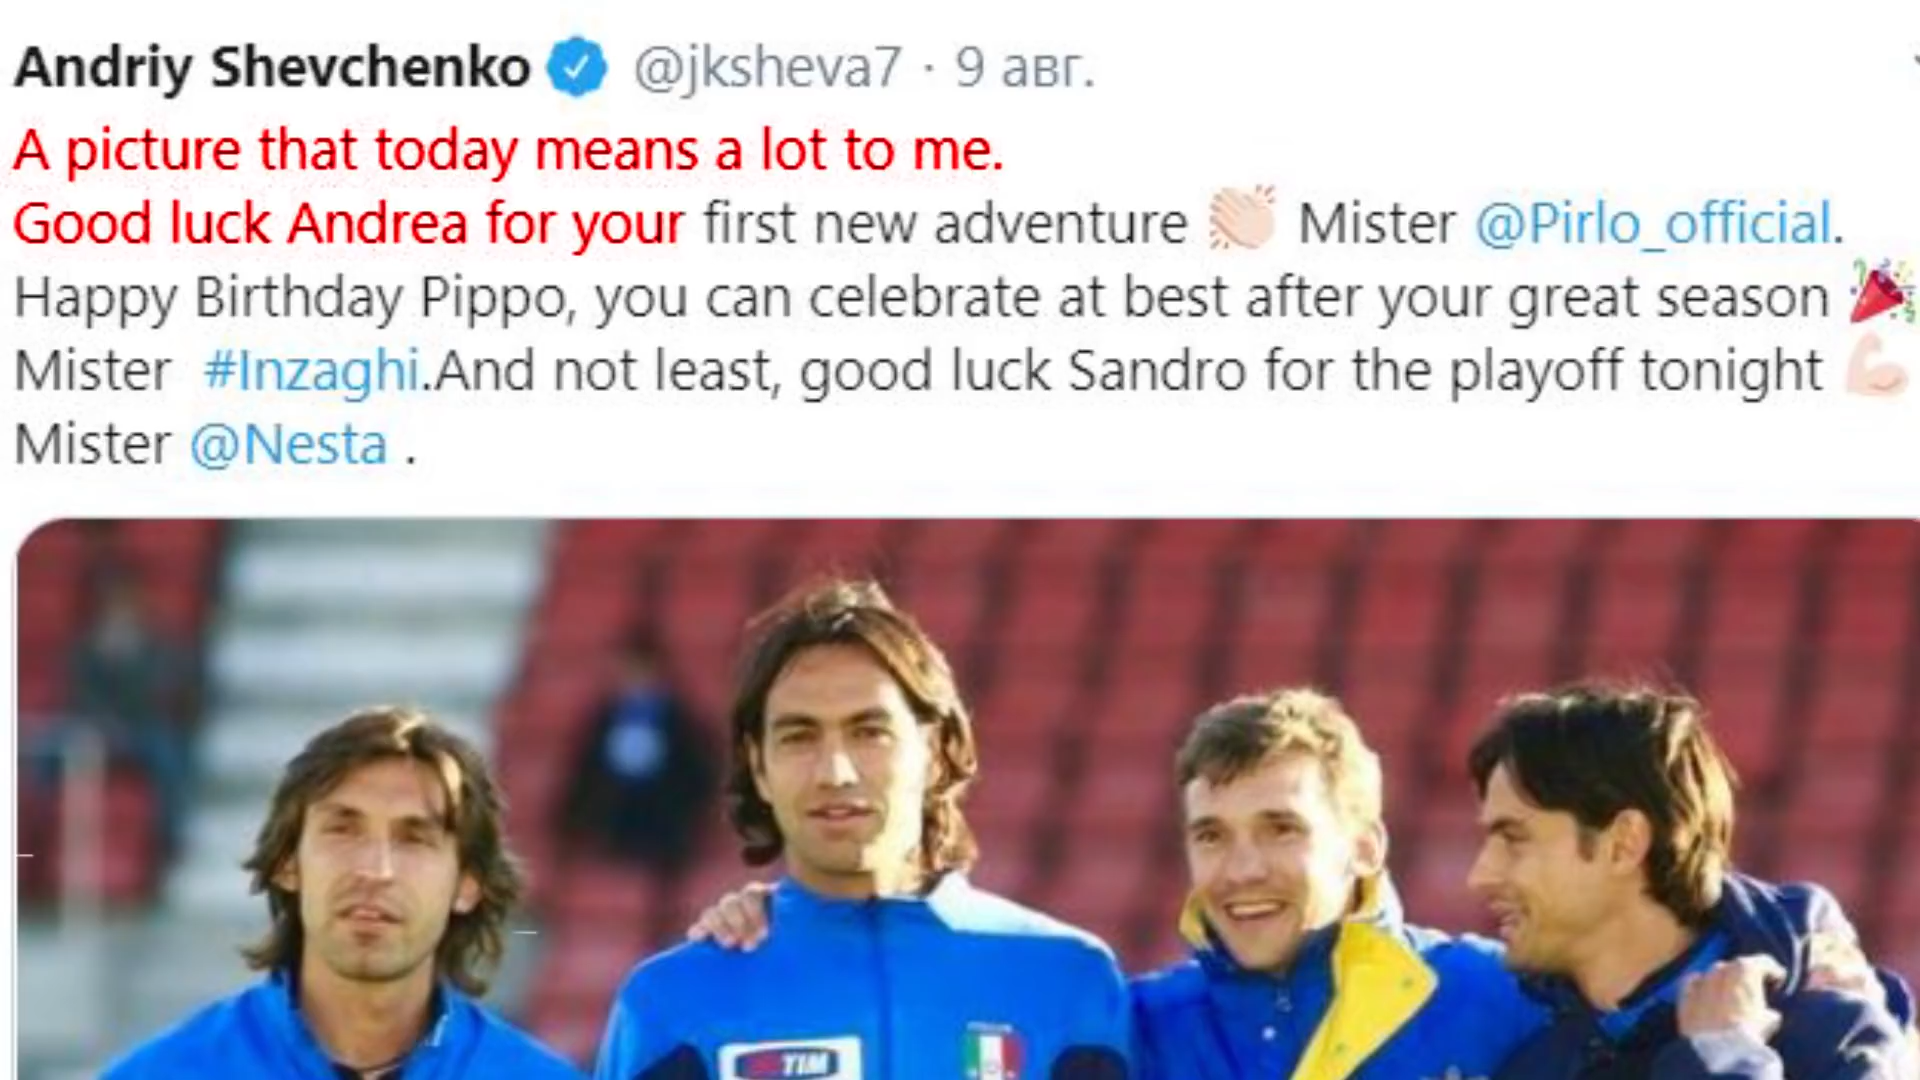 Andriy Shevchenko @jksheva7 · 9 авг.
A picture that today means a lot to me.
Good luck Andrea for your first new adventure 👏🏻 Mister @Pirlo_official.
Happy Birthday Pippo, you can celebrate at best after your great season 🎉
Mister #Inzaghi.And not least, good luck Sandro for the playoff tonight 💪🏻
Mister @Nesta .
TIM